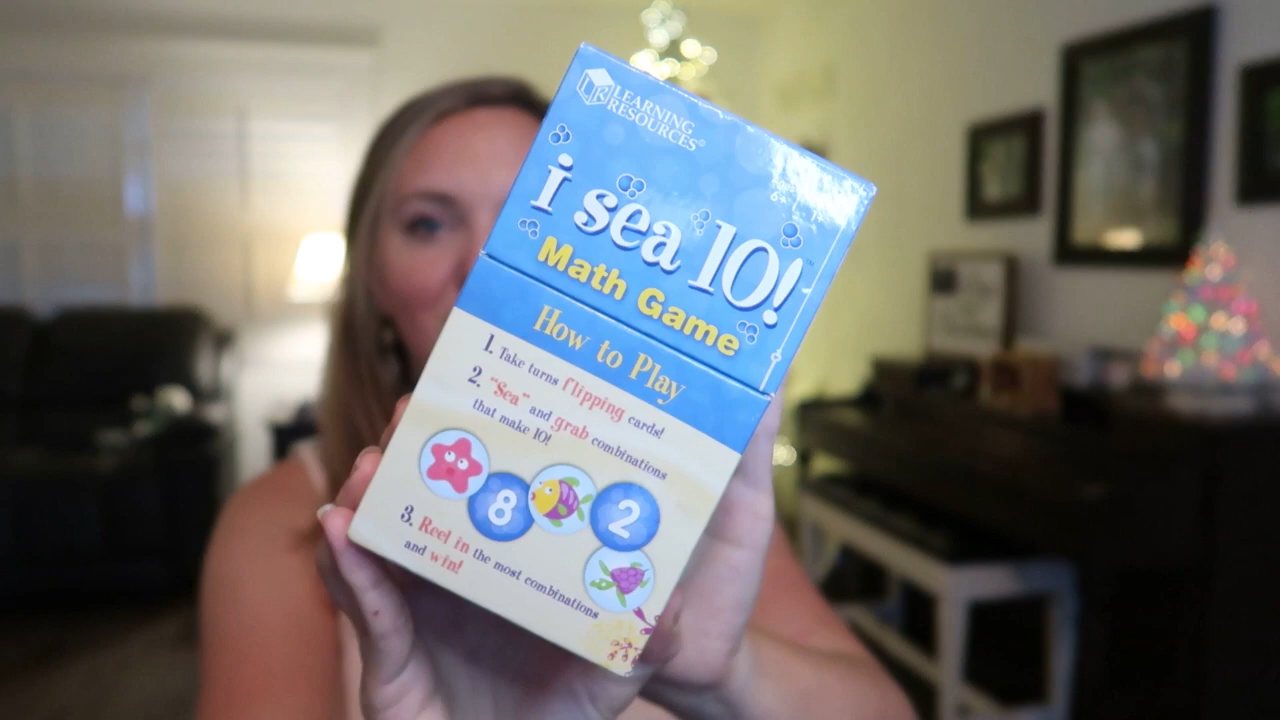 LEARNING
RESOURCES®
i sea 10!™
Math Game
How to Play
1. Take turns flipping cards!
2. "Sea" and grab combinations
that make 10!
8
2
3. Reel in the most combinations
and win!